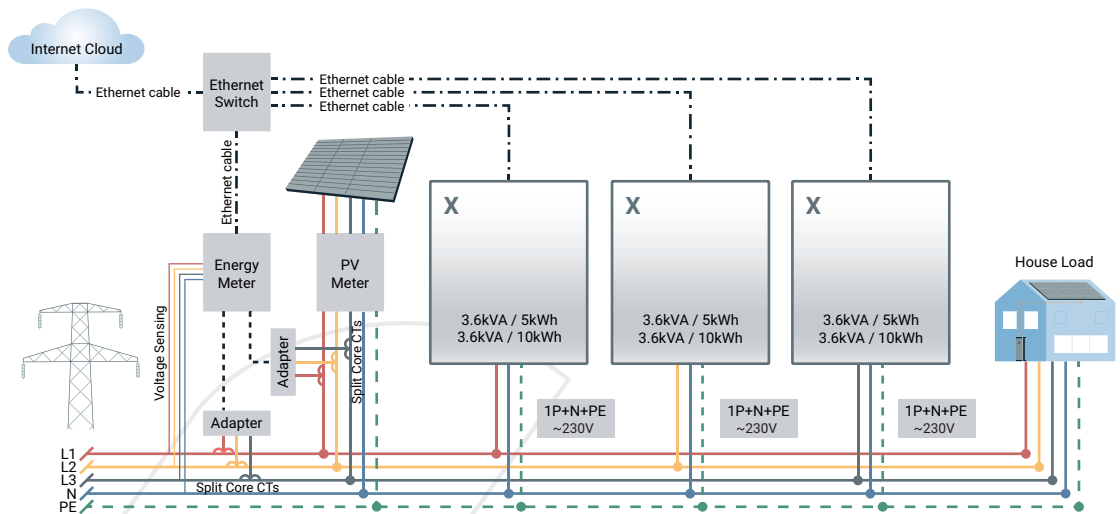 Internet Cloud
Ethernet cable
Ethernet
Switch
Ethernet cable
Ethernet cable
Ethernet cable
Ethernet cable
Energy
Meter
PV
Meter
X
3.6kVA / 5kWh
3.6kVA / 10kWh
X
3.6kVA / 5kWh
3.6kVA / 10kWh
X
3.6kVA / 5kWh
3.6kVA / 10kWh
House Load
Voltage Sensing
Adapter
Split Core CTs
Adapter
1P+N+PE
~230V
1P+N+PE
~230V
1P+N+PE
~230V
L1
L2
L3
Split Core CTs
N
PE